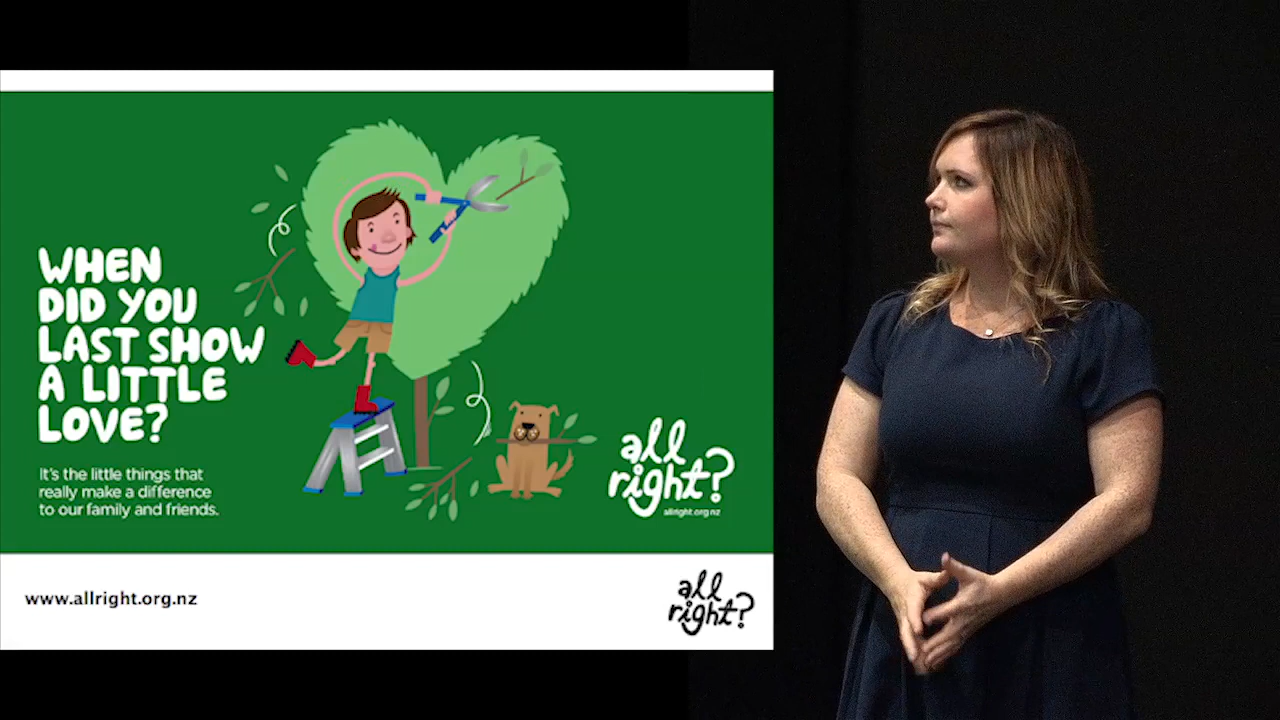 WHEN
DID YOU
LAST SHOW
A LITTLE
LOVE?
It's the little things that
really make a difference
to our family and friends.
all
right?
allright.org.nz
www.allright.org.nz
all
right?